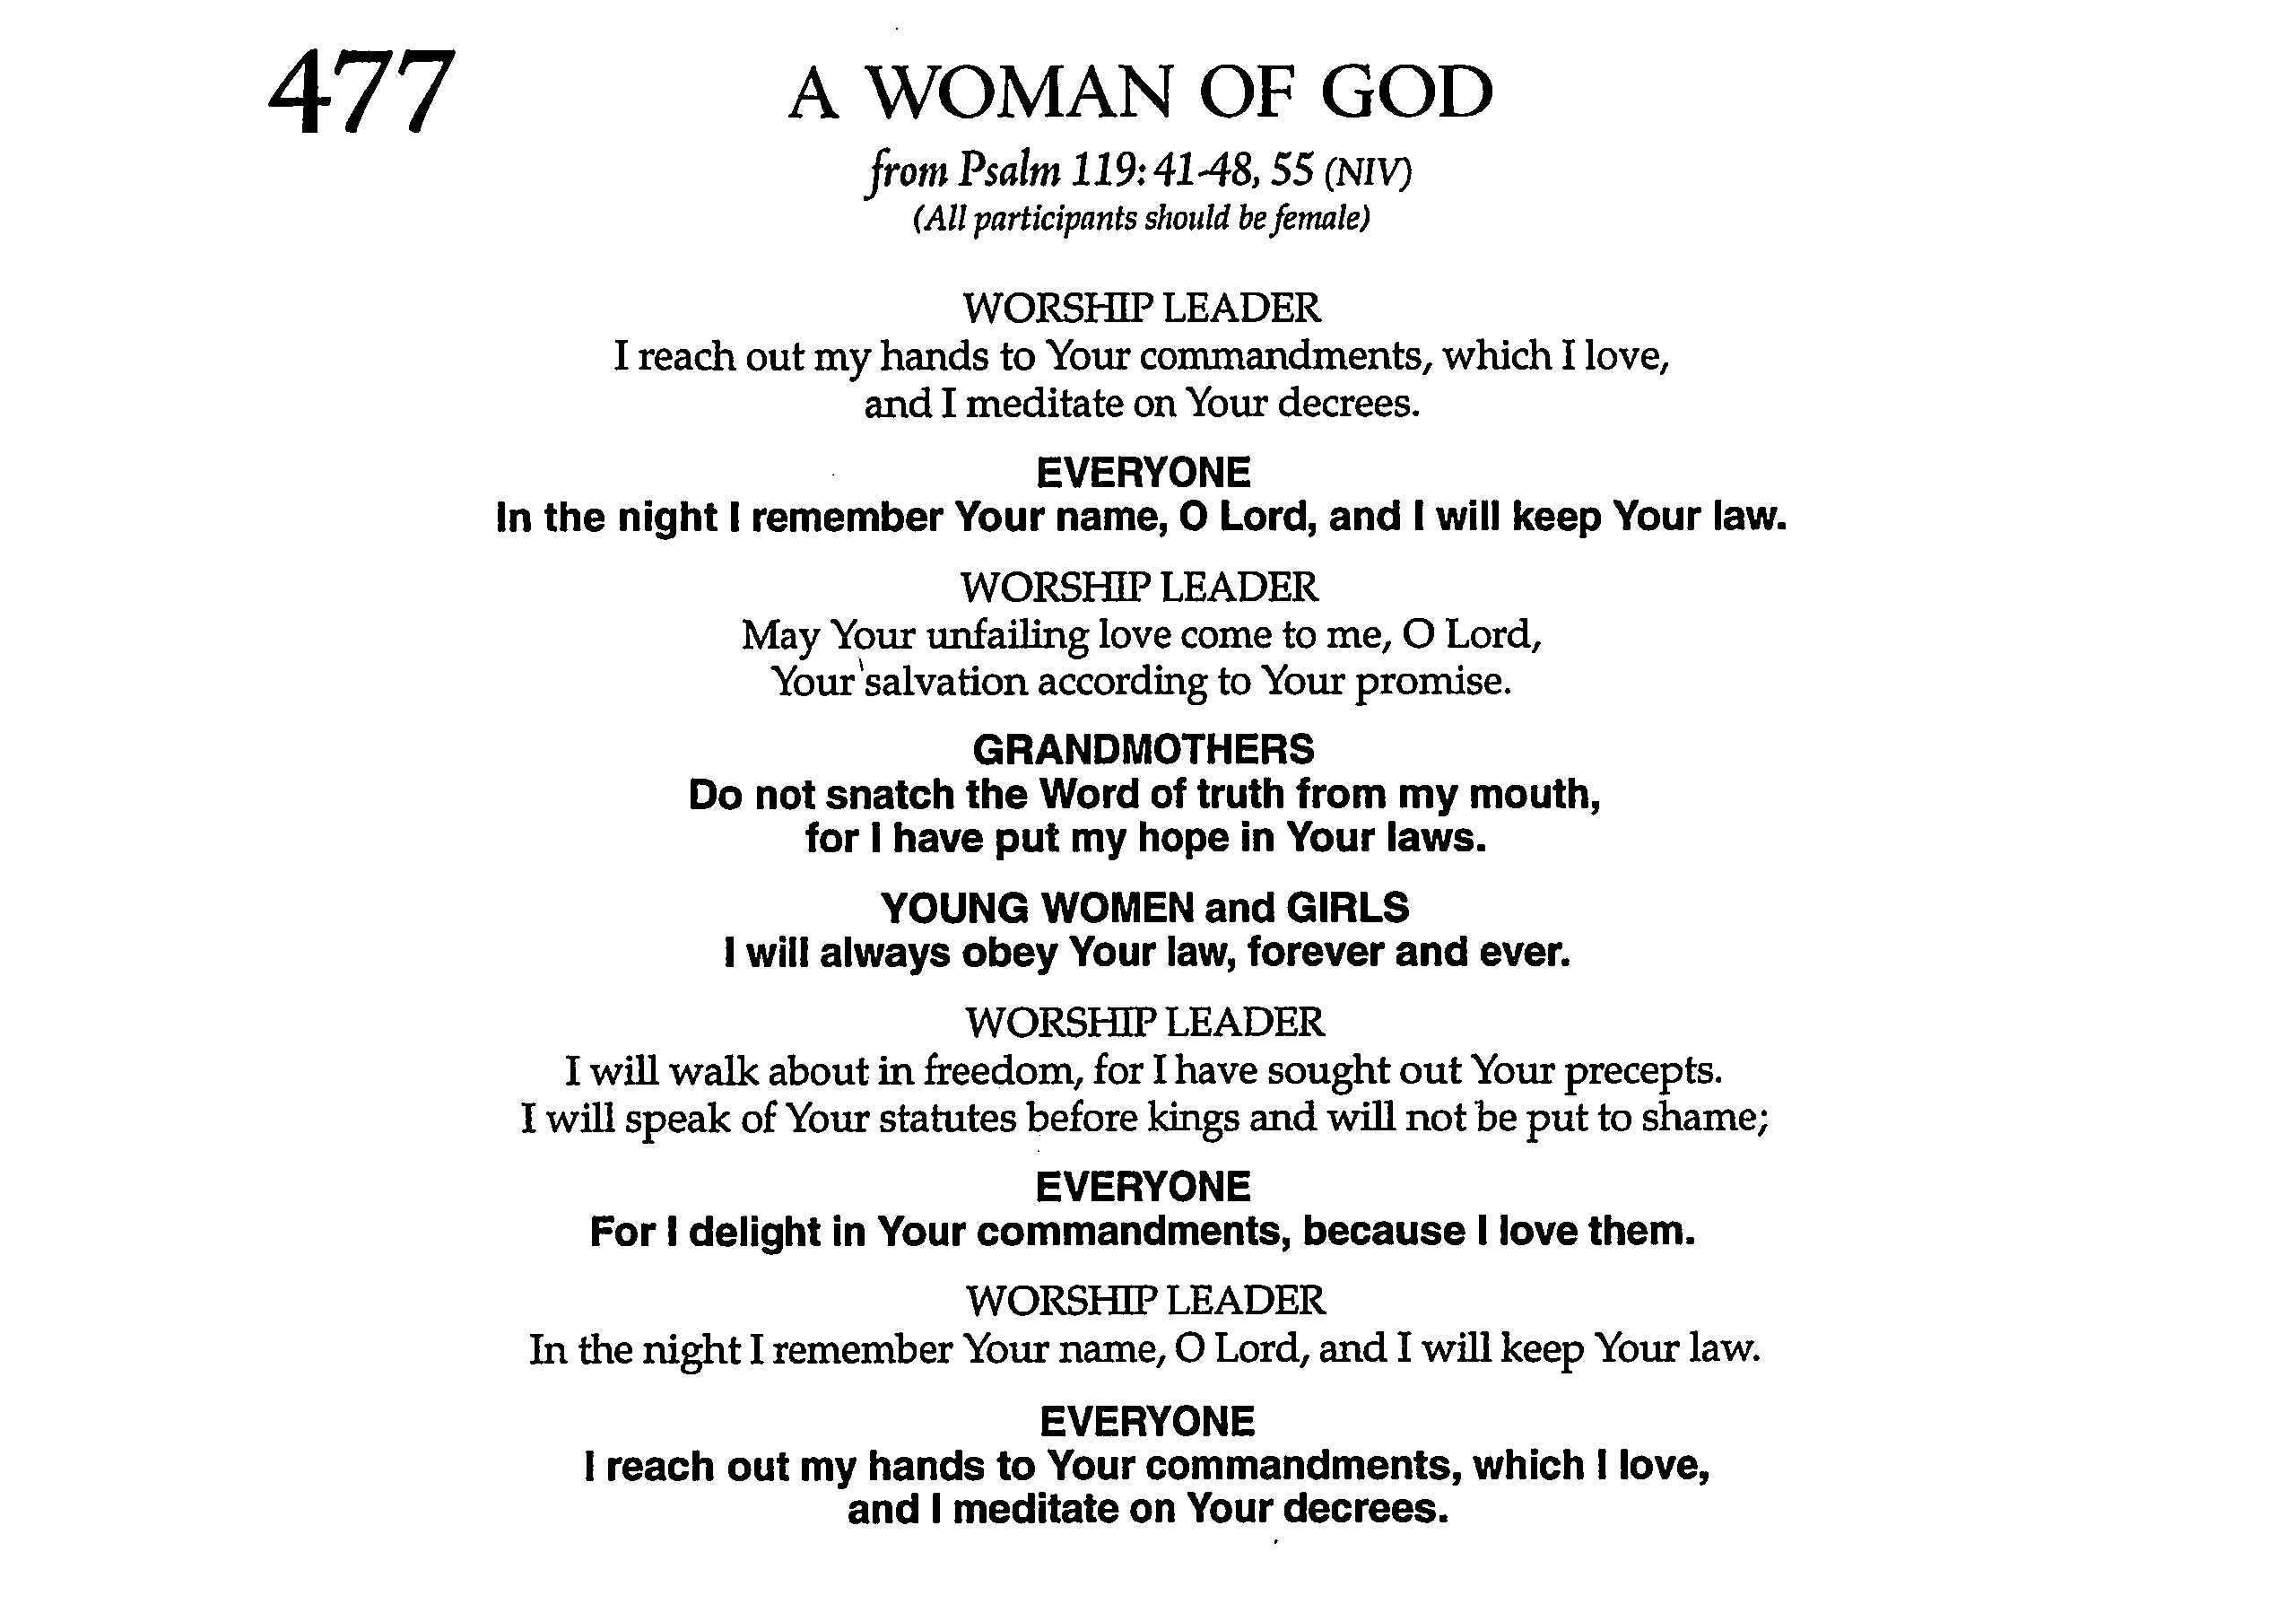 477
A WOMAN OF GOD
from Psalm 119:41-48, 55 (NIV)
(All participants should be female)
WORSHIP LEADER
I reach out my hands to Your commandments, which I love,
and I meditate on Your decrees.
EVERYONE
In the night I remember Your name, O Lord, and I will keep Your law.
WORSHIP LEADER
May Your unfailing love come to me, O Lord,
Your salvation according to Your promise.
GRANDMOTHERS
Do not snatch the Word of truth from my mouth,
for I have put my hope in Your laws.
YOUNG WOMEN and GIRLS
I will always obey Your law, forever and ever.
WORSHIP LEADER
I will walk about in freedom, for I have sought out Your precepts.
I will speak of Your statutes before kings and will not be put to shame;
EVERYONE
For I delight in Your commandments, because I love them.
WORSHIP LEADER
In the night I remember Your name, O Lord, and I will keep Your law.
EVERYONE
I reach out my hands to Your commandments, which I love,
and I meditate on Your decrees.